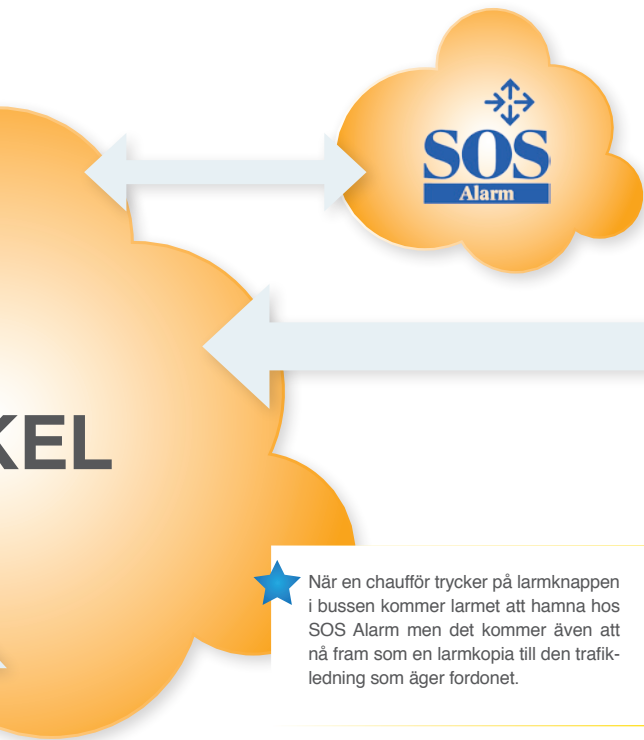 SOS
Alarm
KEL
När en chaufför trycker på larmknappen
i bussen kommer larmet att hamna hos
SOS Alarm men det kommer även att
nå fram som en larmkopia till den trafik-
ledning som äger fordonet.